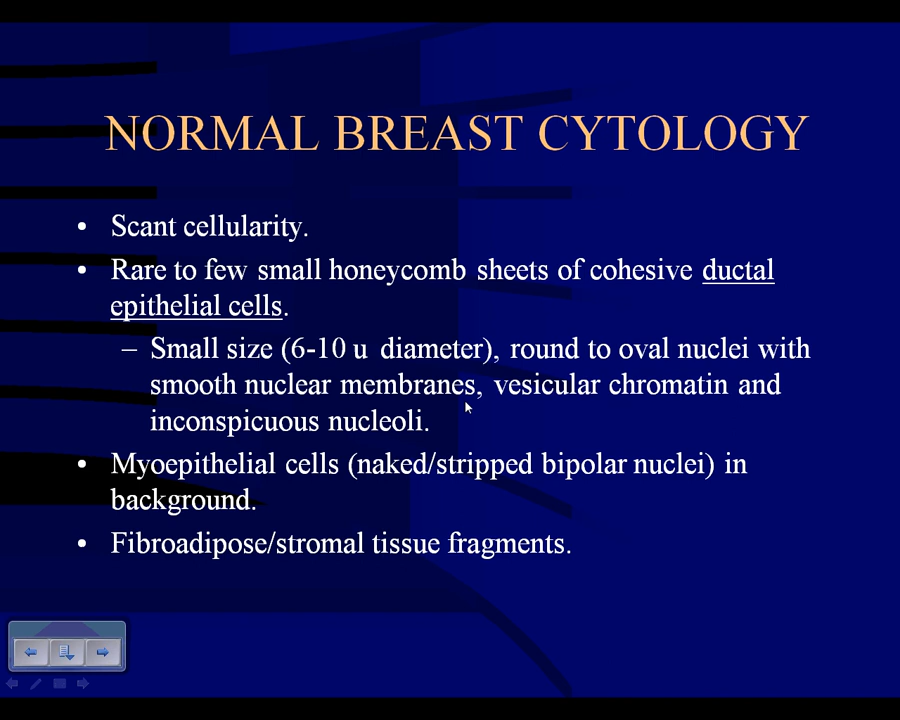 NORMAL BREAST CYTOLOGY
• Scant cellularity.
• Rare to few small honeycomb sheets of cohesive ductal
epithelial cells.
– Small size (6-10 u diameter), round to oval nuclei with
smooth nuclear membranes, vesicular chromatin and
inconspicuous nucleoli.
• Myoepithelial cells (naked/stripped bipolar nuclei) in
background.
• Fibroadipose/stromal tissue fragments.